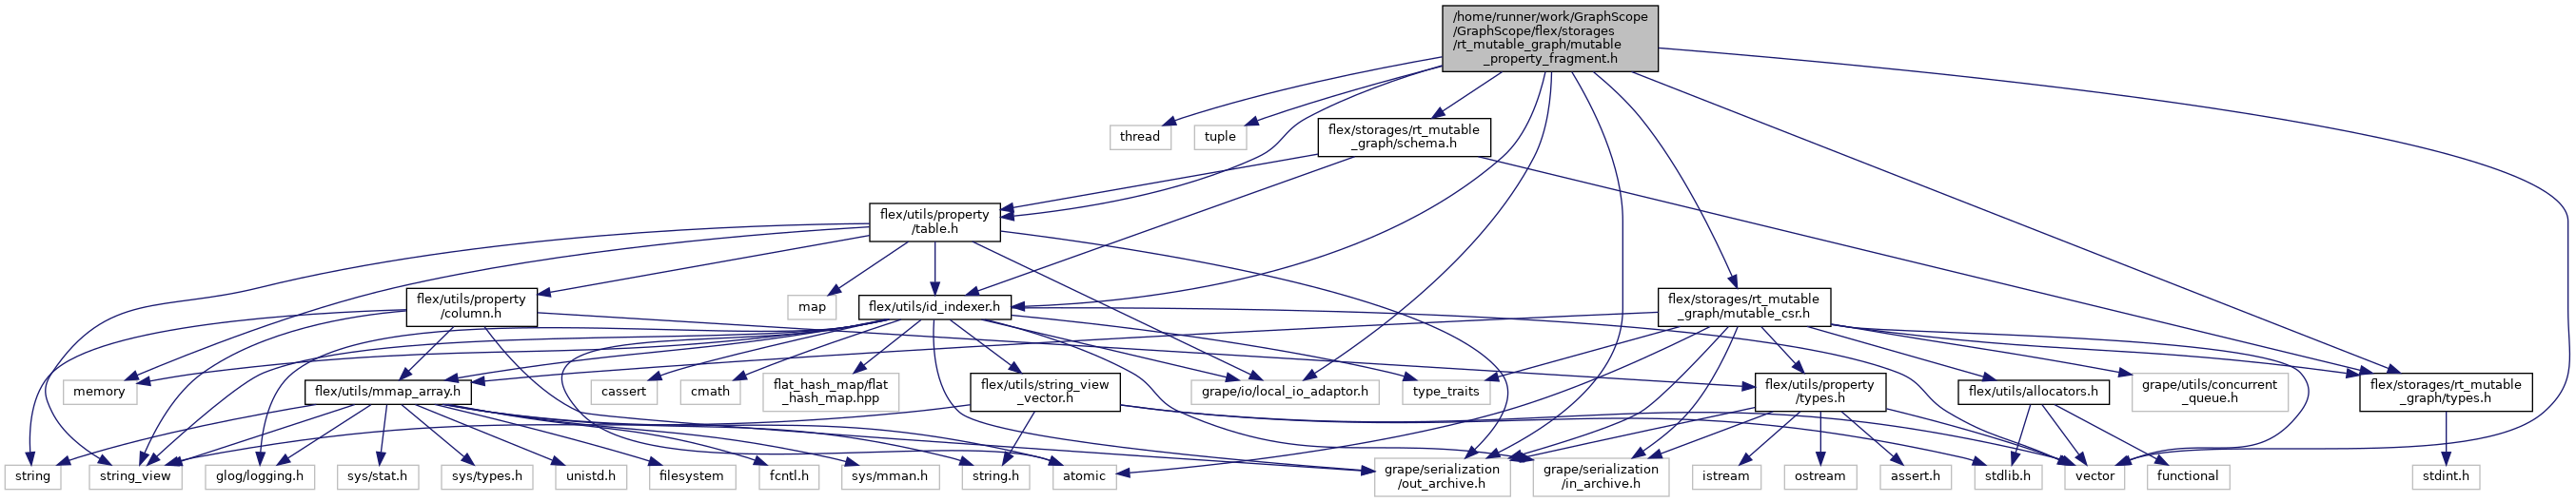 /home/runner/work/GraphScope
/GraphScope/flex/storages
/rt_mutable_graph/mutable
_property_fragment.h
thread
tuple
flex/storages/rt_mutable
_graph/schema.h
flex/utils/property
/table.h
flex/utils/property
/column.h
map
flex/utils/id_indexer.h
flex/storages/rt_mutable
_graph/mutable_csr.h
memory
flex/utils/mmap_array.h
cassert
cmath
flat_hash_map/flat
_hash_map.hpp
flex/utils/string_view
_vector.h
grape/io/local_io_adaptor.h
type_traits
flex/utils/property
/types.h
flex/utils/allocators.h
grape/utils/concurrent
_queue.h
flex/storages/rt_mutable
_graph/types.h
string
string_view
glog/logging.h
sys/stat.h
sys/types.h
unistd.h
filesystem
fcntl.h
sys/mman.h
string.h
atomic
grape/serialization
/out_archive.h
grape/serialization
/in_archive.h
istream
ostream
assert.h
stdlib.h
vector
functional
stdint.h